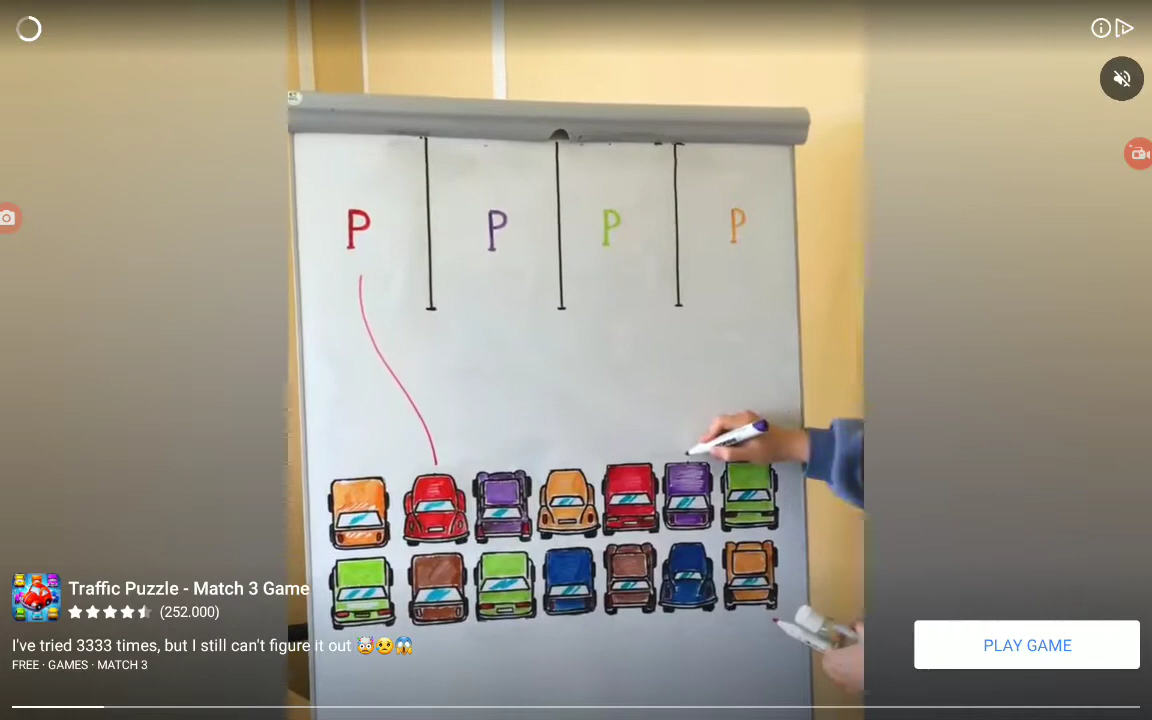 P P P P
Traffic Puzzle - Match 3 Game
(252.000)
I've tried 3333 times, but I still can't figure it out 🤯😢😱
FREE · GAMES · MATCH 3
PLAY GAME